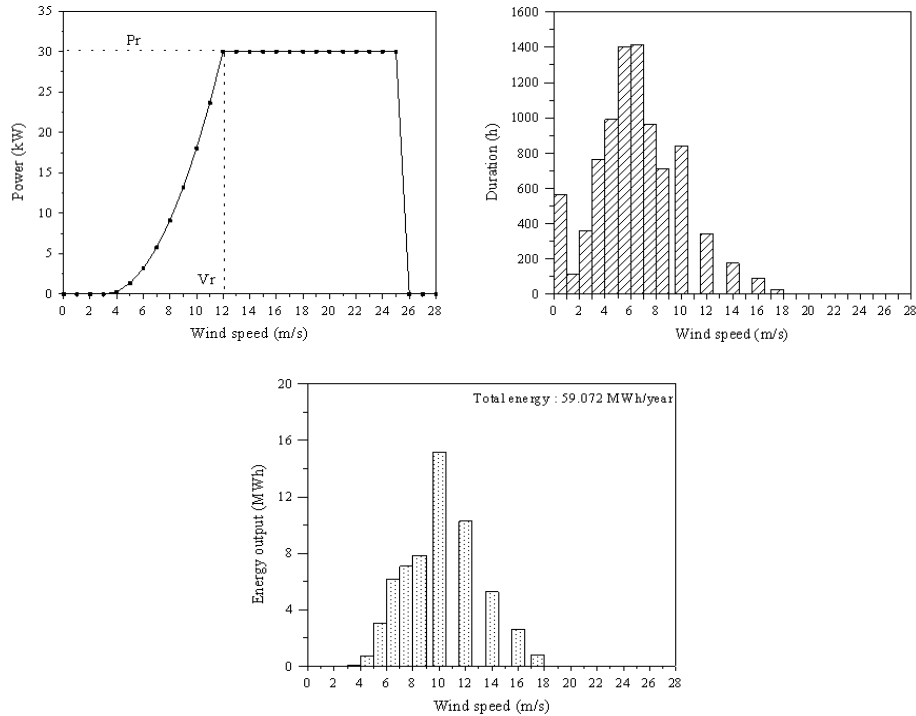 35
30
25
20
15
10
5
0
Power (kW)
Pr
Vr
0 2 4 6 8 10 12 14 16 18 20 22 24 26 28
Wind speed (m/s)
1600
1400
1200
1000
800
600
400
200
0
Duration (h)
0 2 4 6 8 10 12 14 16 18 20 22 24 26 28
Wind speed (m/s)
20
16
12
8
4
0
Energy output (MWh)
Total energy : 59.072 MWh/year
0 2 4 6 8 10 12 14 16 18 20 22 24 26 28
Wind speed (m/s)